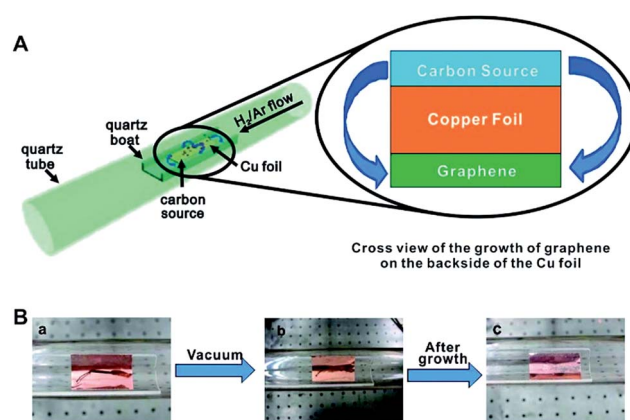 A
H2/Ar flow
quartz
boat
quartz
tube
Cu foil
carbon
source
Carbon Source
Copper Foil
Graphene
Cross view of the growth of graphene
on the backside of the Cu foil
B
a
Vacuum
b
After
growth
c